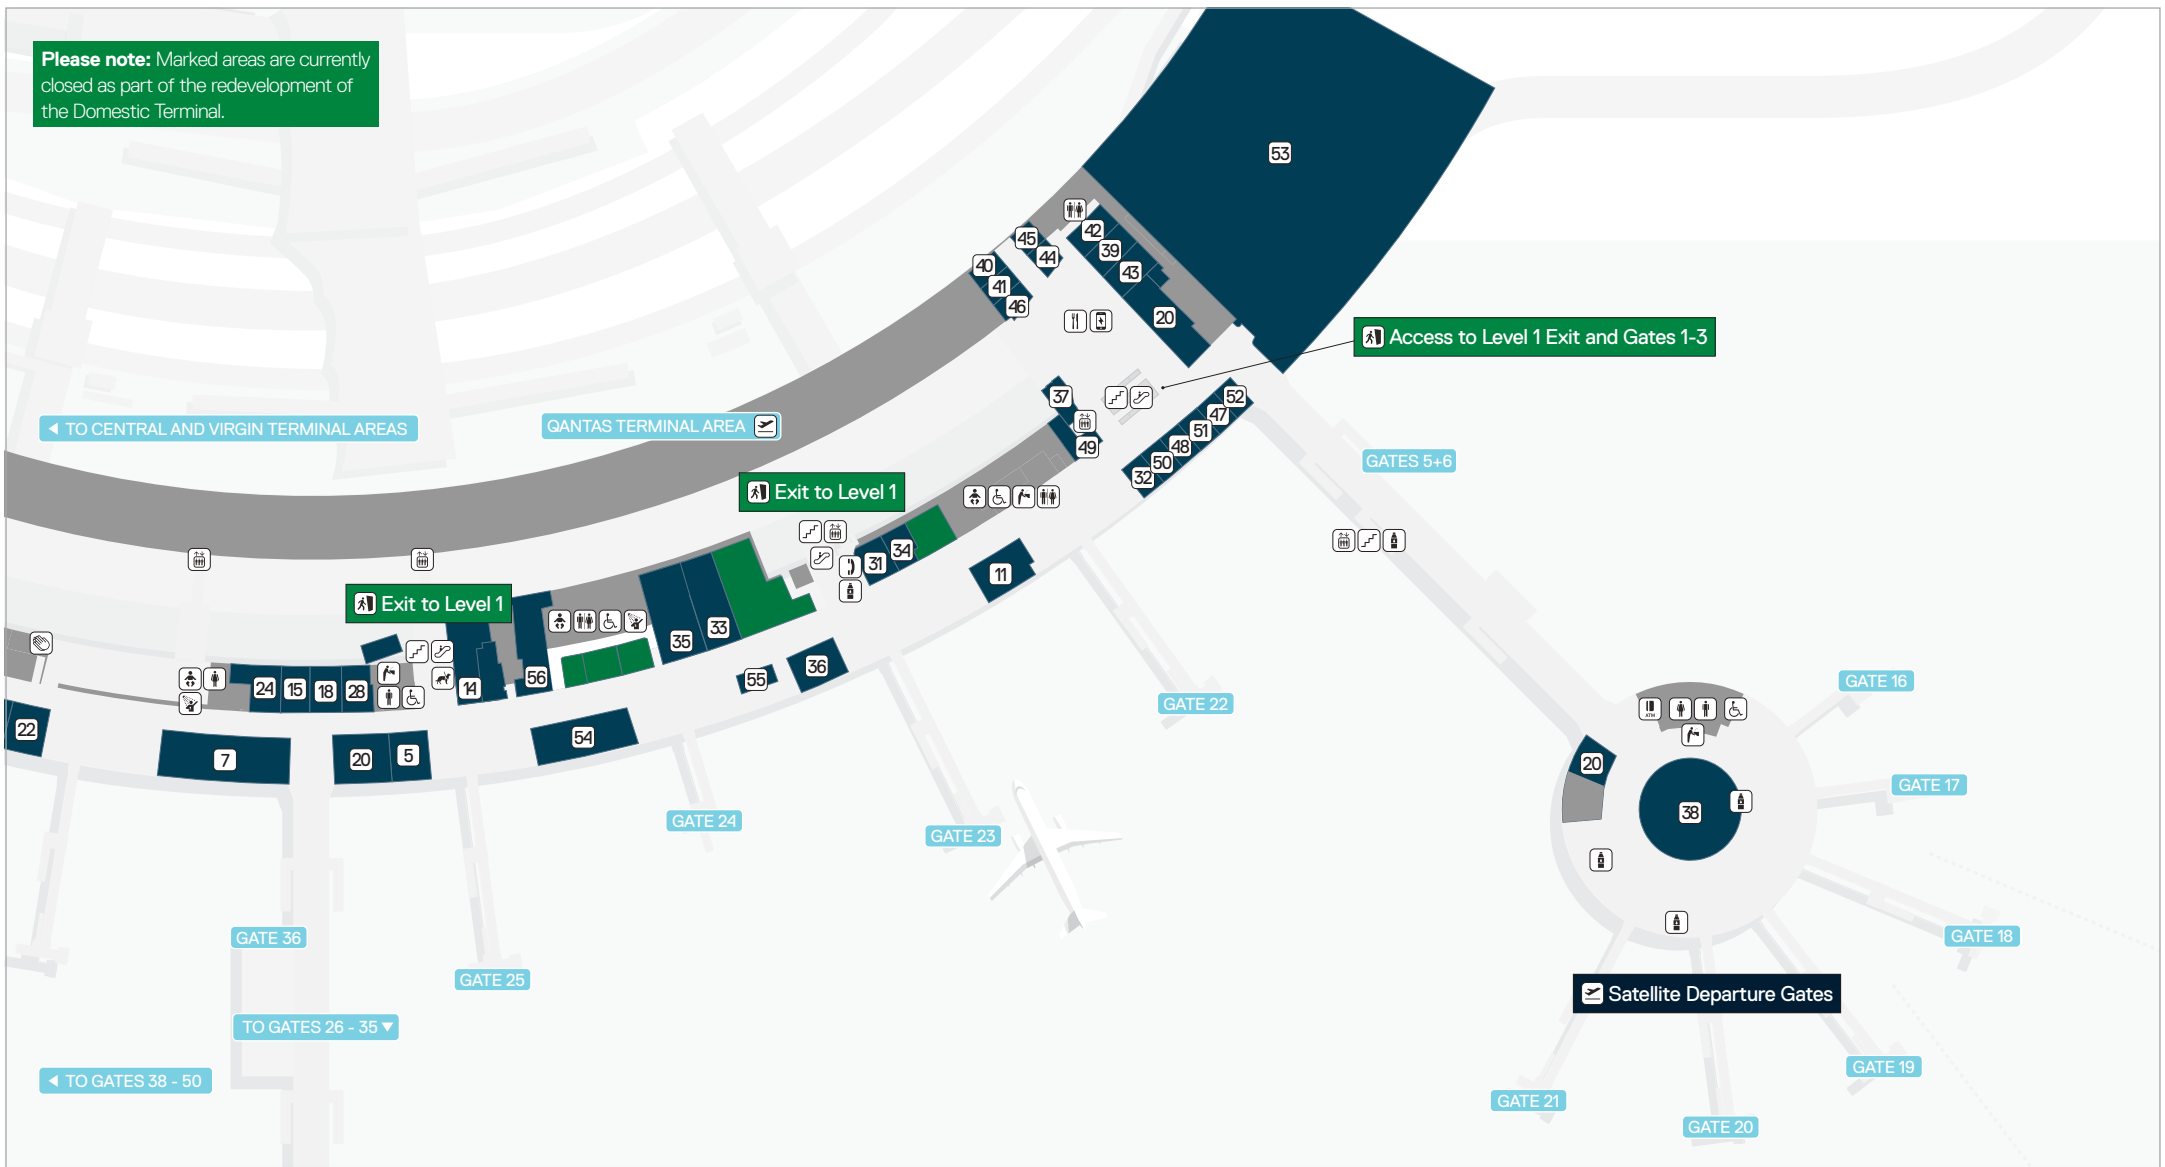 Please note: Marked areas are currently
closed as part of the redevelopment of
the Domestic Terminal.
53
42
45
39
44
40
43
41
46
20
Access to Level 1 Exit and Gates 1-3
37
52
47
TO CENTRAL AND VIRGIN TERMINAL AREAS
QANTAS TERMINAL AREA
51
49
48
50
GATES 5+6
32
Exit to Level 1
34
31
11
Exit to Level 1
33
35
36
56
55
14
24
15
18
28
GATE 16
GATE 22
ATM
22
54
7
20
5
20
GATE 17
38
GATE 24
GATE 23
GATE 36
GATE 18
GATE 25
Satellite Departure Gates
TO GATES 26 - 35
GATE 19
TO GATES 38 - 50
GATE 21
GATE 20